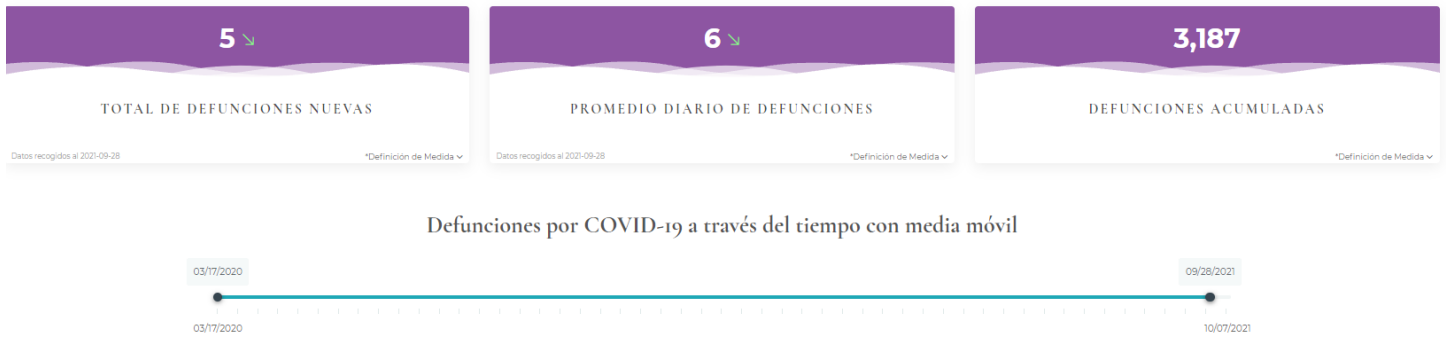 5
6
3,187
TOTAL DE DEFUNCIONES NUEVAS
PROMEDIO DIARIO DE DEFUNCIONES
DEFUNCIONES ACUMULADAS
Datos recogidos al 2021-09-28
*Definición de Medida
Datos recogidos al 2021-09-28
*Definición de Medida
*Definición de Medida
Defunciones por COVID-19 a través del tiempo con media móvil
03/17/2020
09/28/2021
03/17/2020
10/07/2021